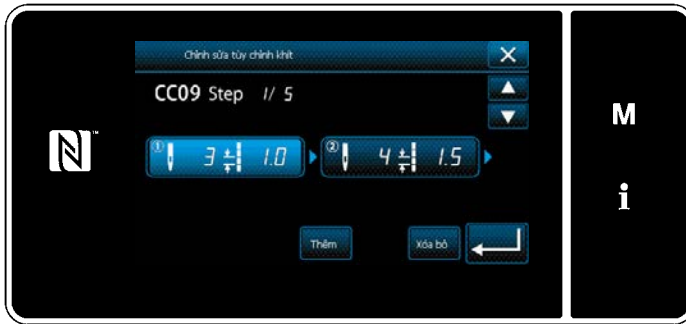 Chỉnh sửa tùy chỉnh khít
CC09 Step 1/ 5
① 3 1.0 ② 4 1.5
Thêm Xóa bỏ
M
i
N™